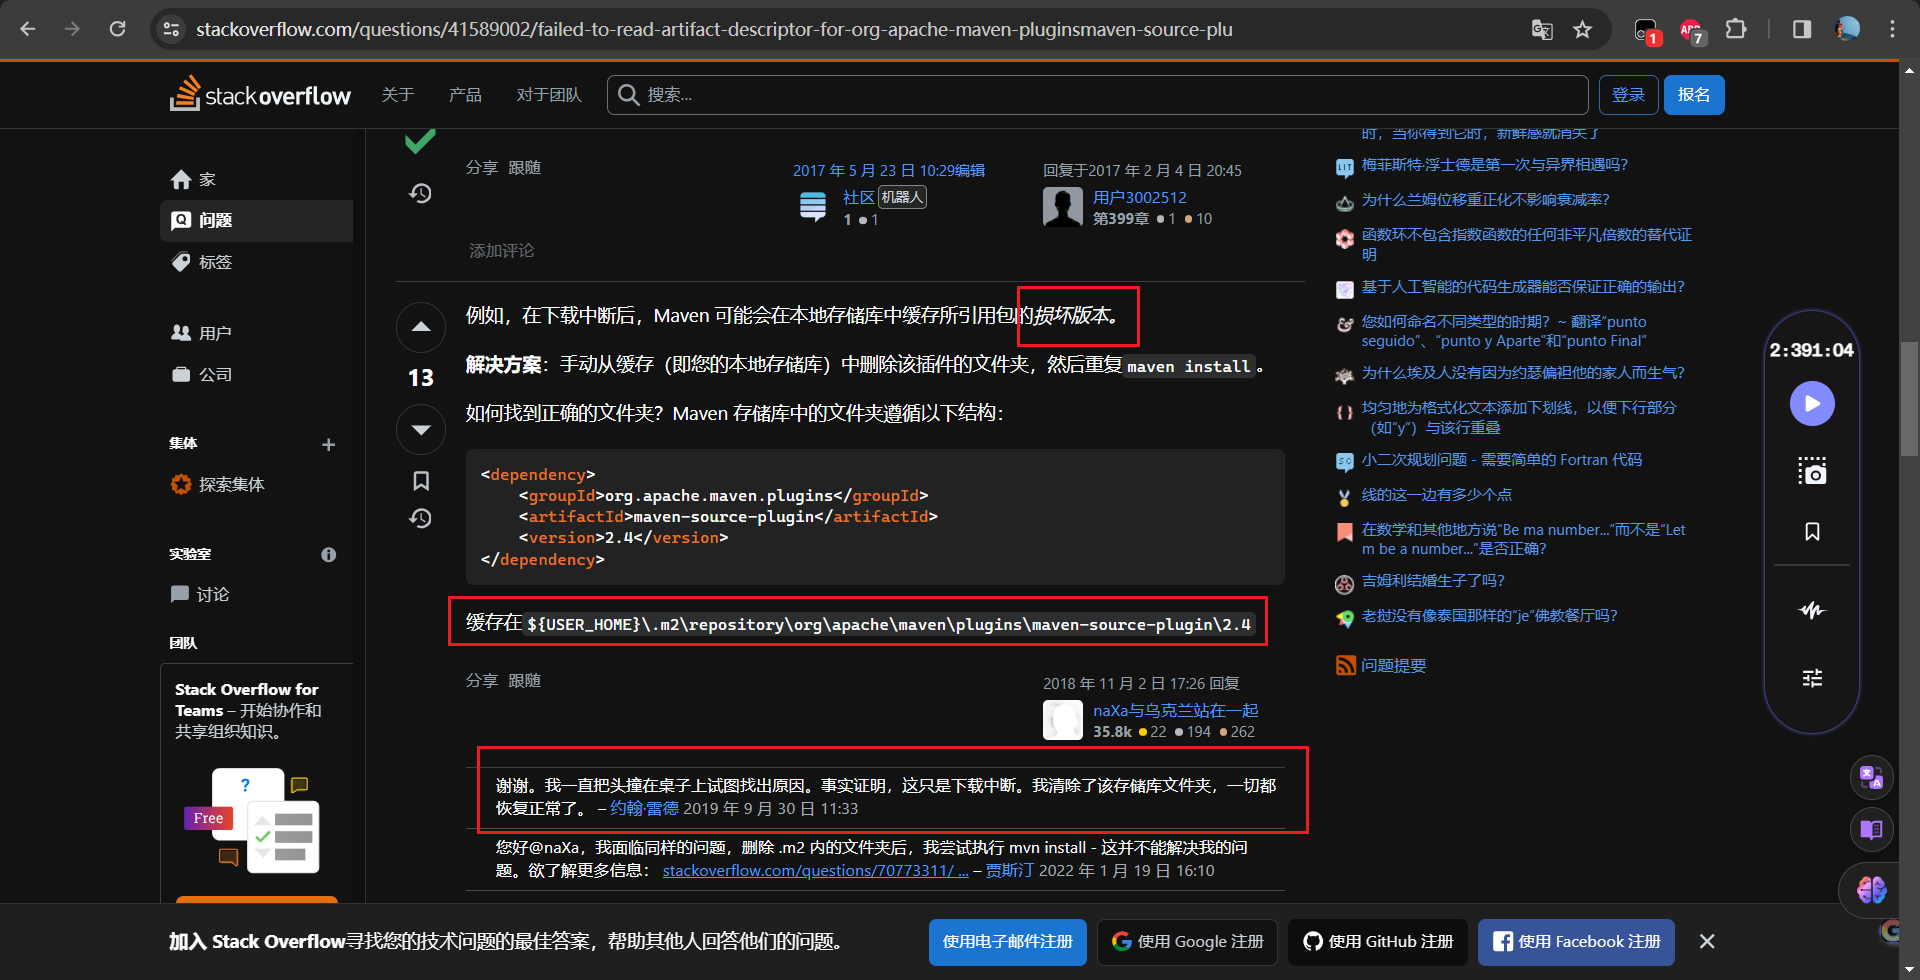 stackoverflow.com/questions/41589002/failed-to-read-artifact-descriptor-for-org-apache-maven-pluginsmaven-source-plu
1
7
stackoverflow
关于
产品
对于团队
搜索...
登录
报名
家
问题
标签
用户
公司
集体
探索集体
实验室
讨论
团队
Stack Overflow for
Teams – 开始协作和
共享组织知识。
?
Free
分享 跟随
2017 年 5 月 23 日 10:29编辑
社区 机器人
1 ●1
回复于2017 年 2 月 4 日 20:45
用户3002512
第399章 ●1 ●10
添加评论
13
例如，在下载中断后，Maven 可能会在本地存储库中缓存所引用包的损坏版本。
解决方案：手动从缓存（即您的本地存储库）中删除该插件的文件夹，然后重复 maven install 。
如何找到正确的文件夹？Maven 存储库中的文件夹遵循以下结构：
<dependency>
    <groupId>org.apache.maven.plugins</groupId>
    <artifactId>maven-source-plugin</artifactId>
    <version>2.4</version>
</dependency>
缓存在 ${USER_HOME}\.m2\repository\org\apache\maven\plugins\maven-source-plugin\2.4
分享 跟随
2018 年 11 月 2 日 17:26 回复
naXa与乌克兰站在一起
35.8k ●22 ●194 ●262
谢谢。我一直把头撞在桌子上试图找出原因。事实证明，这只是下载中断。我清除了该存储库文件夹，一切都
恢复正常了。 – 约翰·雷德 2019 年 9 月 30 日 11:33
您好@naXa，我面临同样的问题，删除 .m2 内的文件夹后，我尝试执行 mvn install - 这并不能解决我的问
题。欲了解更多信息： stackoverflow.com/questions/70773311/ ... – 贾斯汀 2022 年 1 月 19 日 16:10
时，当你得到它时，新鲜感就消失了
LIT
梅菲斯特·浮士德是第一次与异界相遇吗？
为什么兰姆位移重正化不影响衰减率？
函数环不包含指数函数的任何非平凡倍数的替代证
明
基于人工智能的代码生成器能否保证正确的输出？
您如何命名不同类型的时期？ ~ 翻译“punto
seguido”、“punto y Aparte”和“punto Final”
为什么埃及人没有因为约瑟偏袒他的家人而生气？
均匀地为格式化文本添加下划线，以便下行部分
（如“y”）与该行重叠
小二次规划问题 - 需要简单的 Fortran 代码
线的这一边有多少个点
在数学和其他地方说“Be ma number...”而不是“Let
m be a number...”是否正确？
吉姆利结婚生子了吗？
老挝没有像泰国那样的“je”佛教餐厅吗？
问题提要
2:391:04
加入 Stack Overflow寻找您的技术问题的最佳答案，帮助其他人回答他们的问题。
使用电子邮件注册
使用 Google 注册
使用 GitHub 注册
使用 Facebook 注册